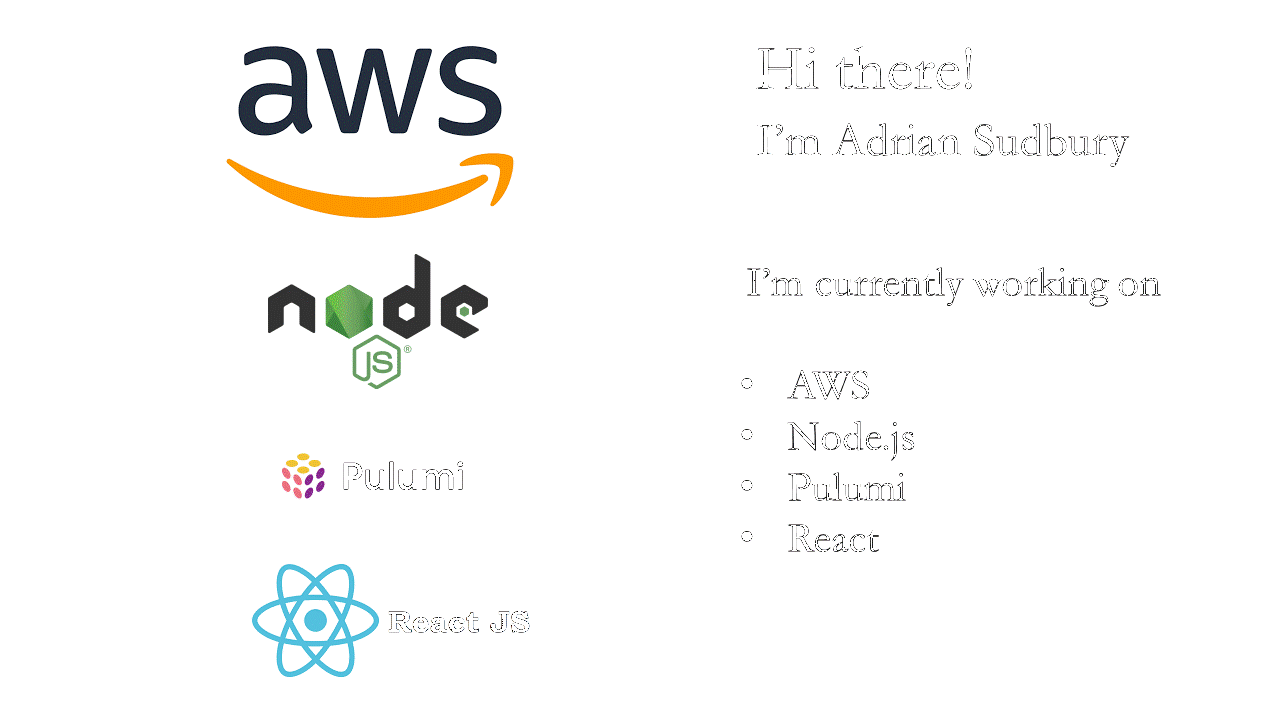 aws
node
JS®
Pulumi
React JS
Hi there!
I’m Adrian Sudbury
I’m currently working on
• AWS
• Node.js
• Pulumi
• React